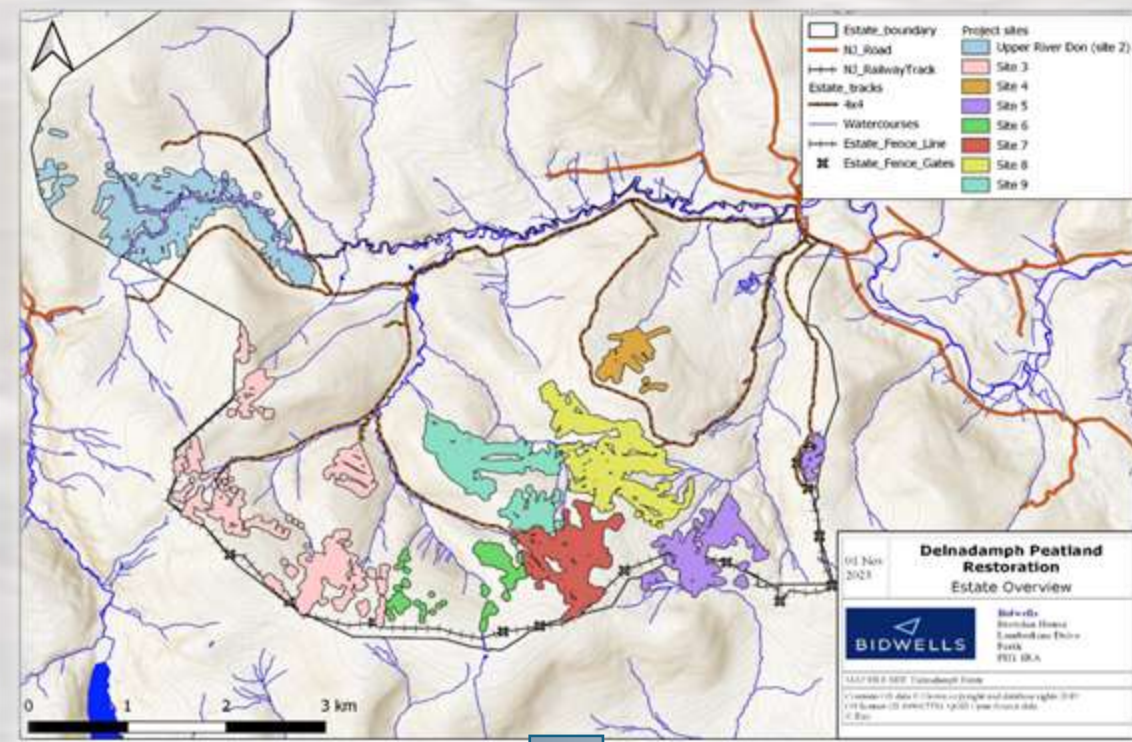 Estate_boundary
NJ_Road
NJ_RailwayTrack
Estate_tracks
4x4
Watercourses
Estate_Fence_Line
Estate_Fence_Gates
Project sites
Upper River Don (site 2)
Site 3
Site 4
Site 5
Site 6
Site 7
Site 8
Site 9
01 Nov
2023
Delnadamph Peatland
Restoration
Estate Overview
BIDWELLS
Bidwells
Perth
0 1 2 3 km